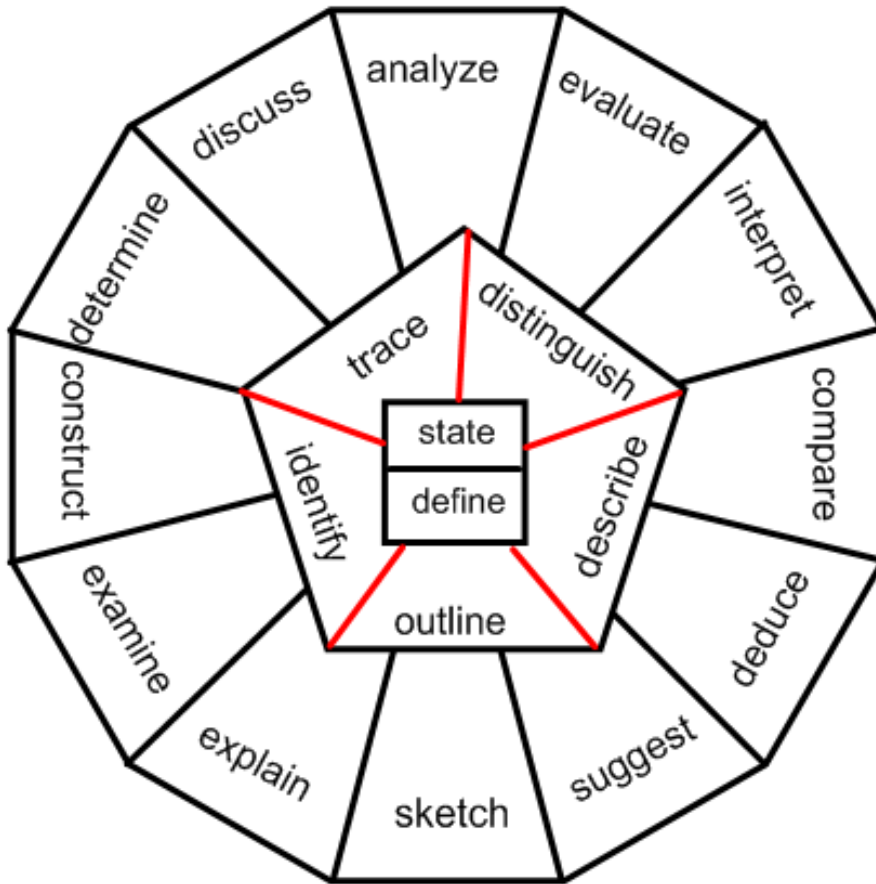 analyze
evaluate
interpret
compare
deduce
suggest
sketch
explain
examine
construct
determine
discuss
trace
distinguish
describe
outline
identify
state
define